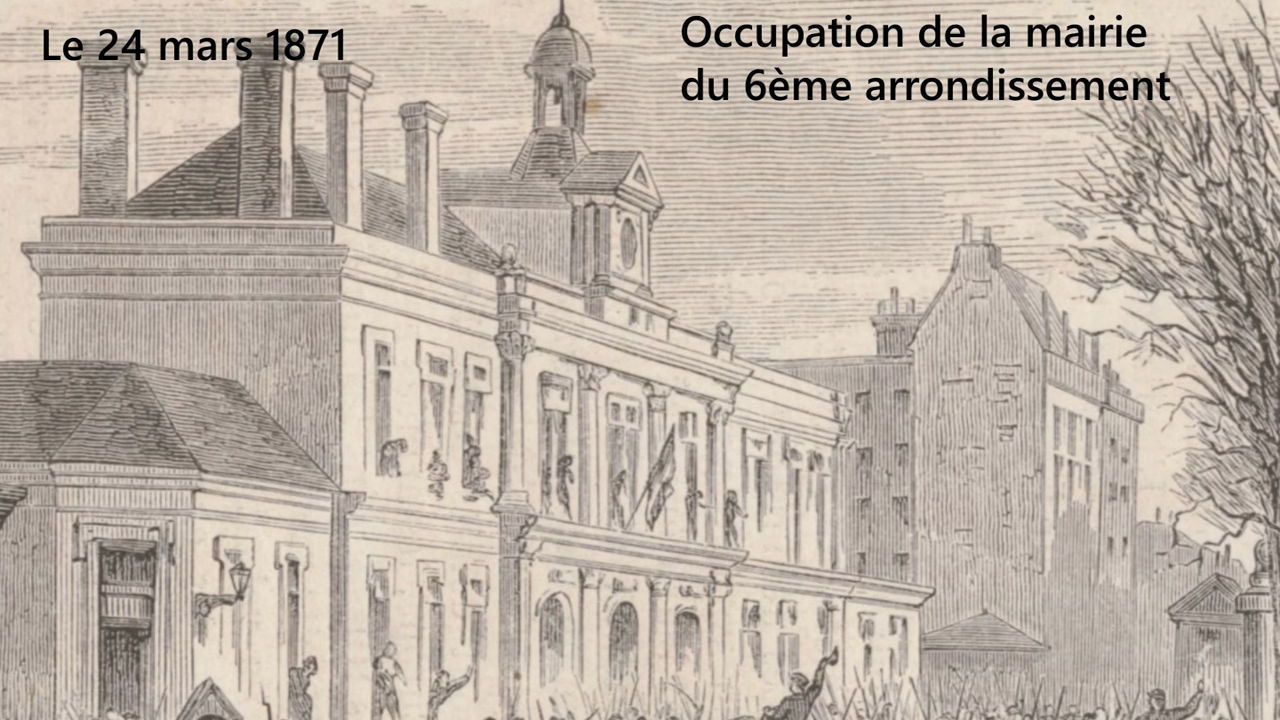 Le 24 mars 1871
Occupation de la mairie
du 6ème arrondissement